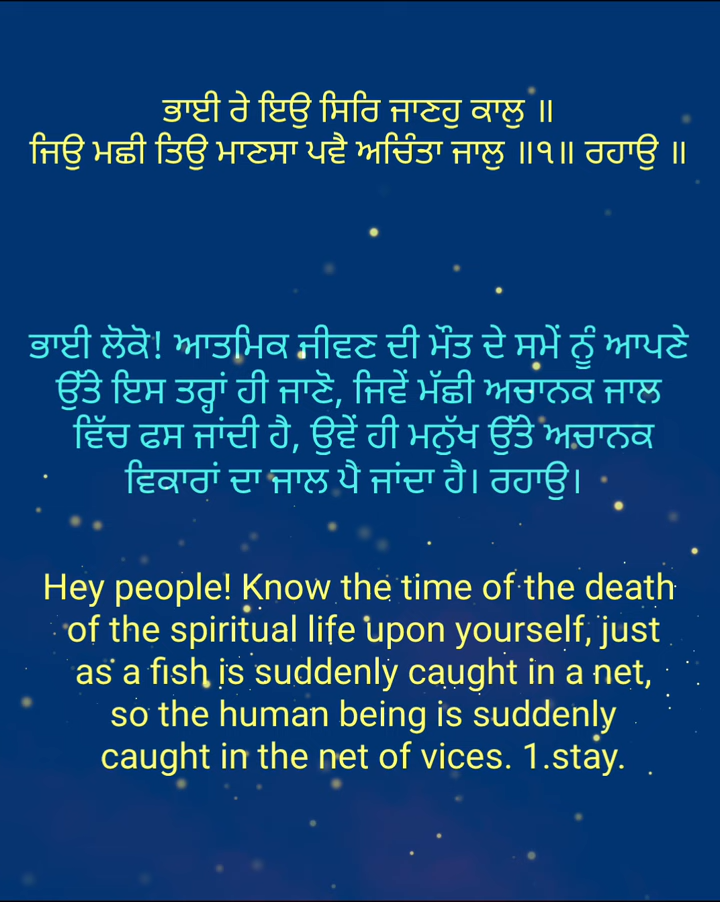 ਭਾਈ ਰੇ ਇਉ ਸਿਰਿ ਜਾਣਹੁ ਕਾਲੁ ॥
ਜਿਉ ਮਛੀ ਤਿਉ ਮਾਣਸਾ ਪਵੈ ਅਚਿੰਤਾ ਜਾਲੁ ॥੧॥ ਰਹਾਉ ॥
ਭਾਈ ਲੋਕੋ! ਆਤਮਿਕ ਜੀਵਣ ਦੀ ਮੌਤ ਦੇ ਸਮੇਂ ਨੂੰ ਆਪਣੇ
ਉੱਤੇ ਇਸ ਤਰ੍ਹਾਂ ਹੀ ਜਾਣੋ, ਜਿਵੇਂ ਮੱਛੀ ਅਚਾਨਕ ਜਾਲ
ਵਿੱਚ ਫਸ ਜਾਂਦੀ ਹੈ, ਉਵੇਂ ਹੀ ਮਨੁੱਖ ਉੱਤੇ ਅਚਾਨਕ
ਵਿਕਾਰਾਂ ਦਾ ਜਾਲ ਪੈ ਜਾਂਦਾ ਹੈ। ਰਹਾਉ।
Hey people! Know the time of the death
of the spiritual life upon yourself, just
as a fish is suddenly caught in a net,
so the human being is suddenly
caught in the net of vices. 1.stay.